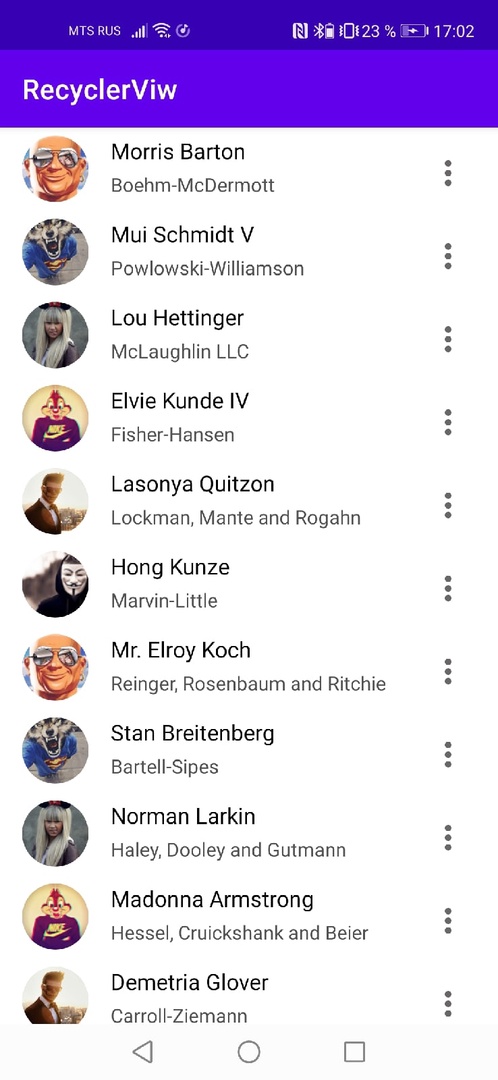 MTS RUS 23 % 17:02
RecyclerViw
Morris Barton
Boehm-McDermott
Mui Schmidt V
Powlowski-Williamson
Lou Hettinger
McLaughlin LLC
Elvie Kunde IV
Fisher-Hansen
NIKE
Lasonya Quitzon
Lockman, Mante and Rogahn
Hong Kunze
Marvin-Little
Mr. Elroy Koch
Reinger, Rosenbaum and Ritchie
Stan Breitenberg
Bartell-Sipes
Norman Larkin
Haley, Dooley and Gutmann
Madonna Armstrong
Hessel, Cruickshank and Beier
NIKE
Demetria Glover
Carroll-Ziemann